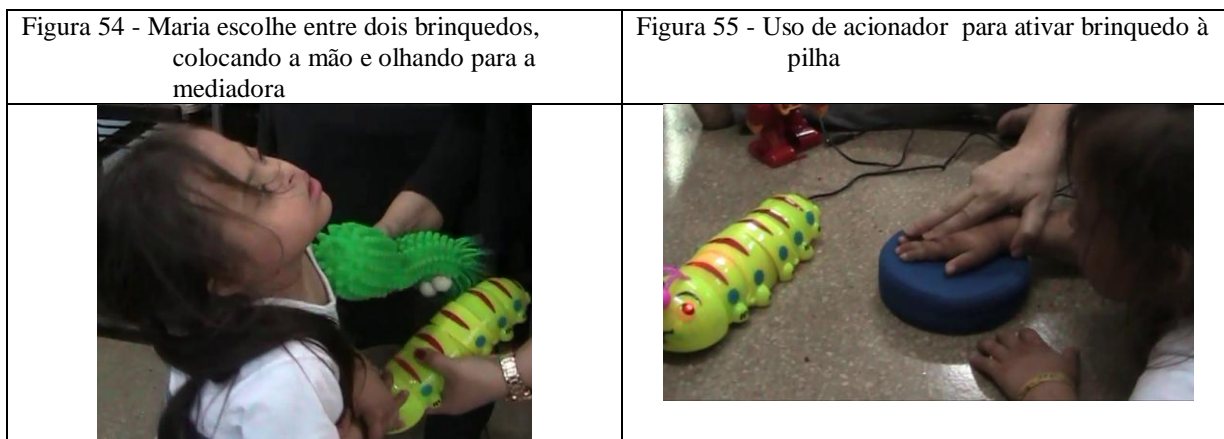 Figura 54 - Maria escolhe entre dois brinquedos,
colocando a mão e olhando para a
mediadora
Figura 55 - Uso de acionador para ativar brinquedo à
pilha